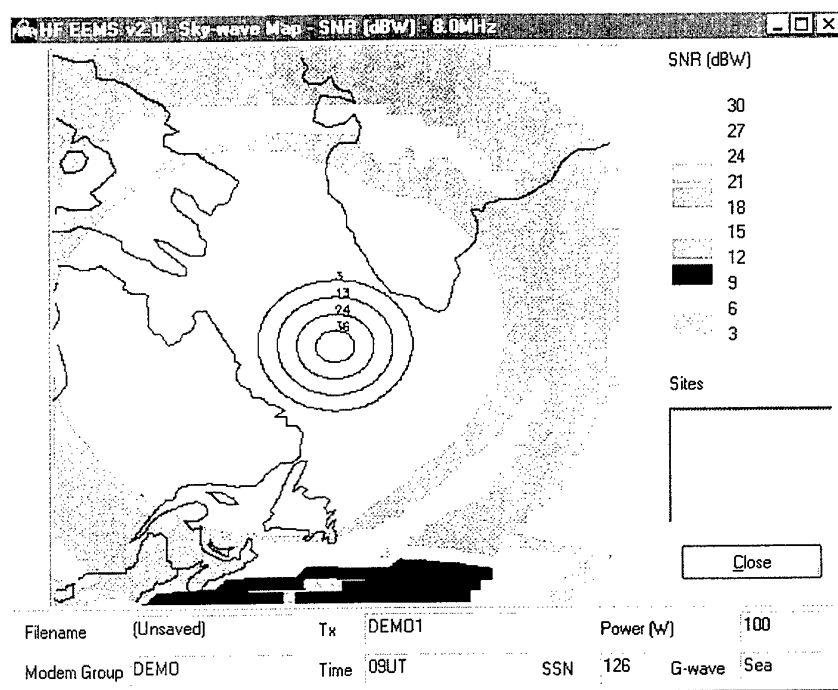 HF EEMS v2.0 - Sky-wave Map - SNR (dBW) - 8.0MHz
SNR (dBW)
30
27
24
21
18
15
12
9
6
3
3
13
24
36
Sites
Close
Filename (Unsaved) Tx DEMO1 Power (W) 100
Modem Group DEMO Time 09UT SSN 126 G-wave Sea